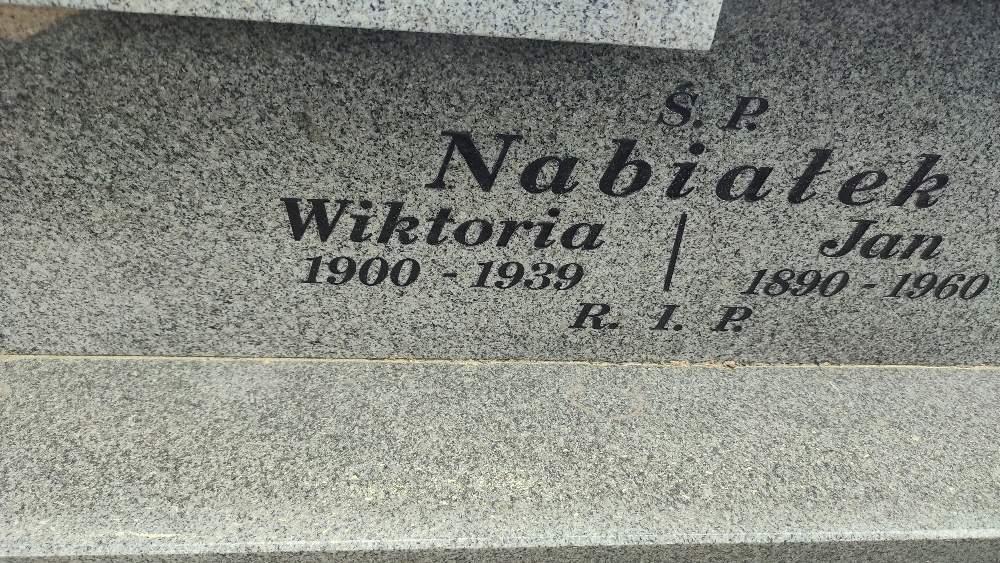 Ś. P.
Nabiałek
Wiktoria | Jan
1900 - 1939 1890 - 1960
R. I. P.